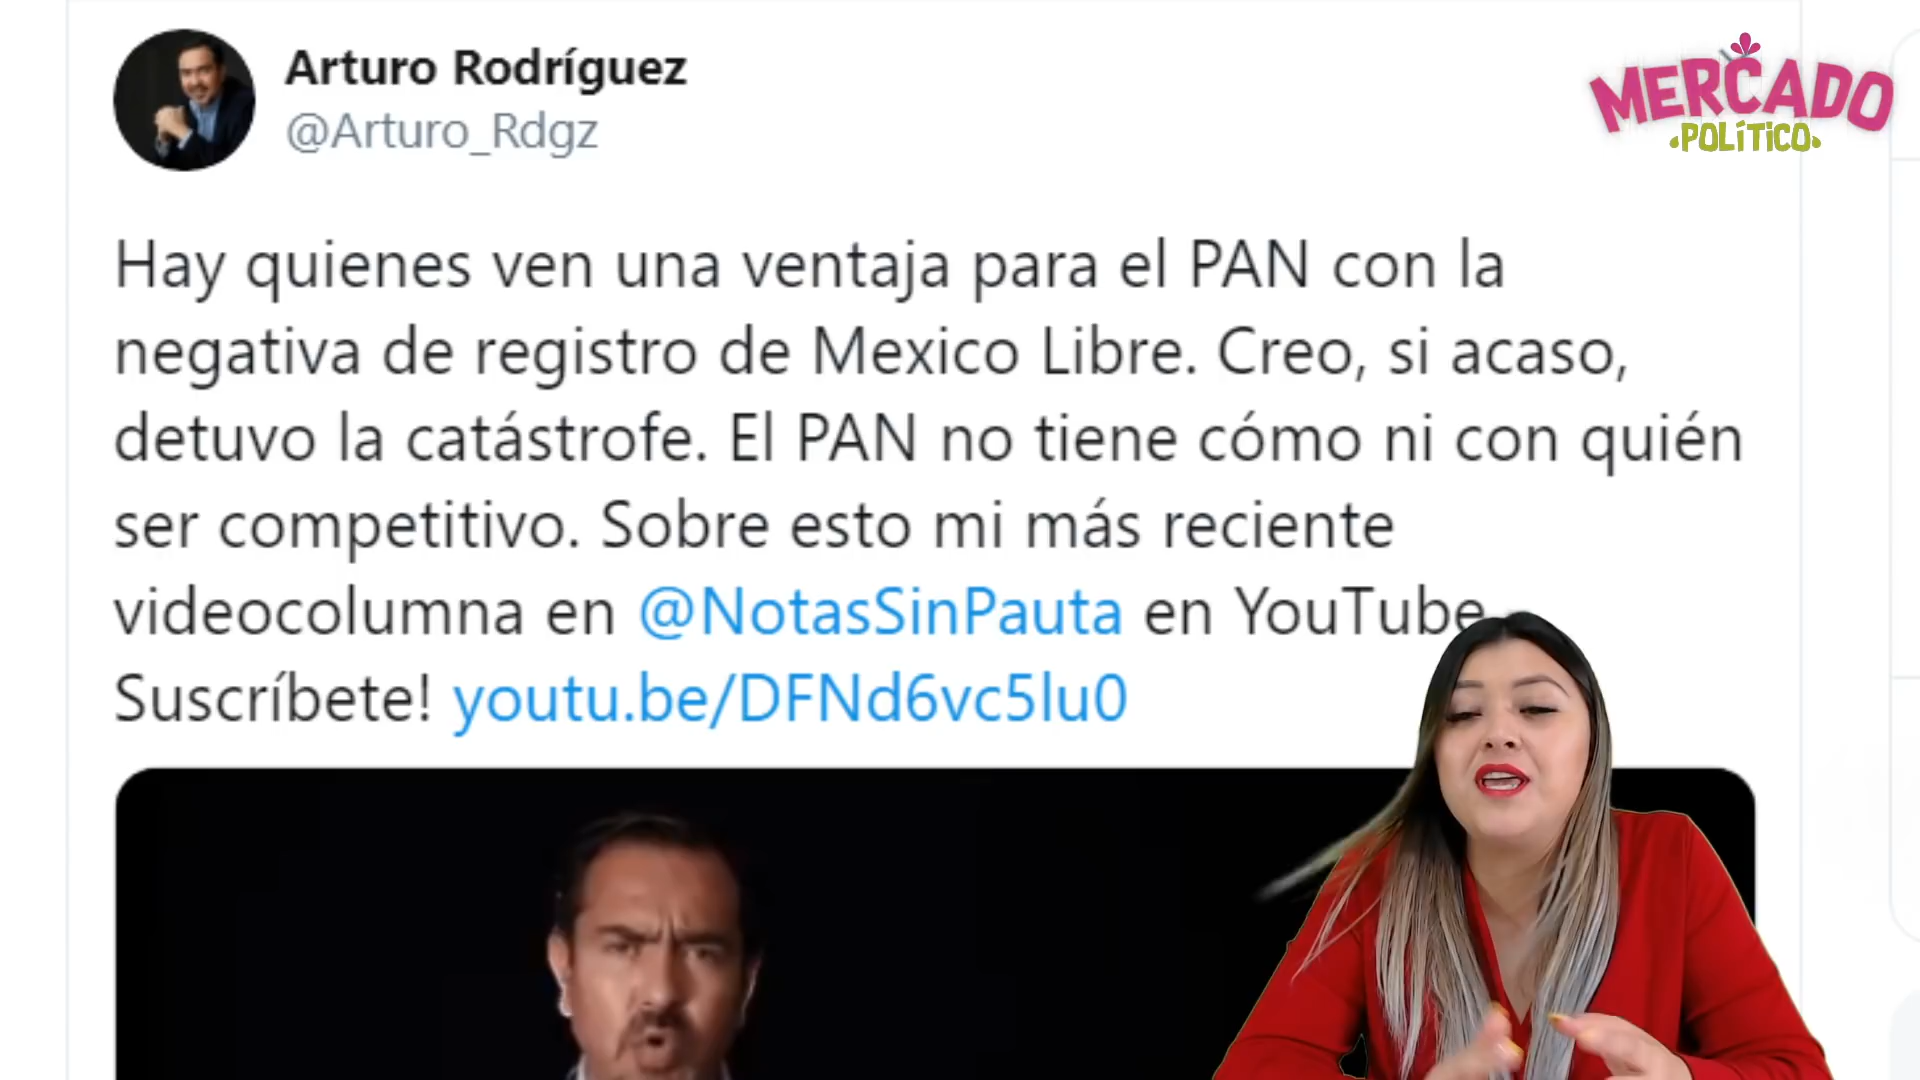 Arturo Rodríguez
@Arturo_Rdgz
MERCADO
POLÍTICO
Hay quienes ven una ventaja para el PAN con la
negativa de registro de Mexico Libre. Creo, si acaso,
detuvo la catástrofe. El PAN no tiene cómo ni con quién
ser competitivo. Sobre esto mi más reciente
videocolumna en @NotasSinPauta en YouTube
Suscríbete! youtu.be/DFNd6vc5lu0